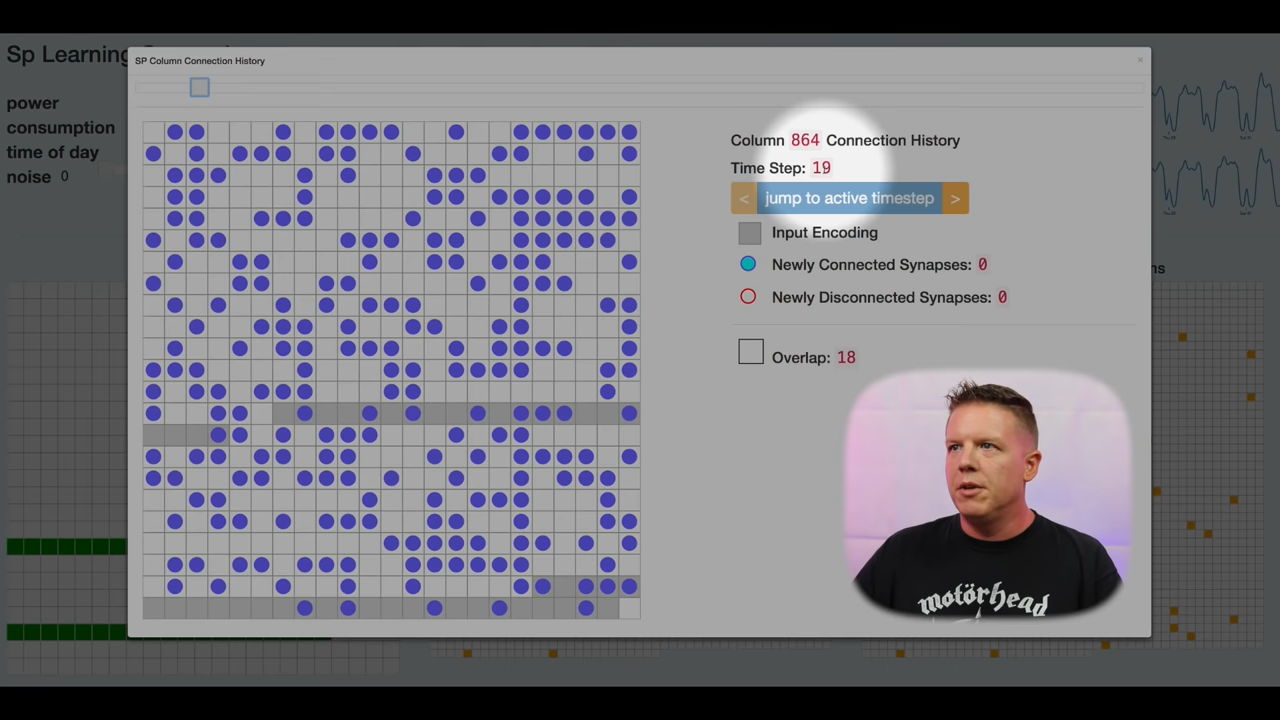 Sp Learning
SP Column Connection History
×
power
consumption
time of day
noise 0
Column 864 Connection History
Time Step: 19
< jump to active timestep >
Input Encoding
Newly Connected Synapses: 0
Newly Disconnected Synapses: 0
Overlap: 18
motörhead